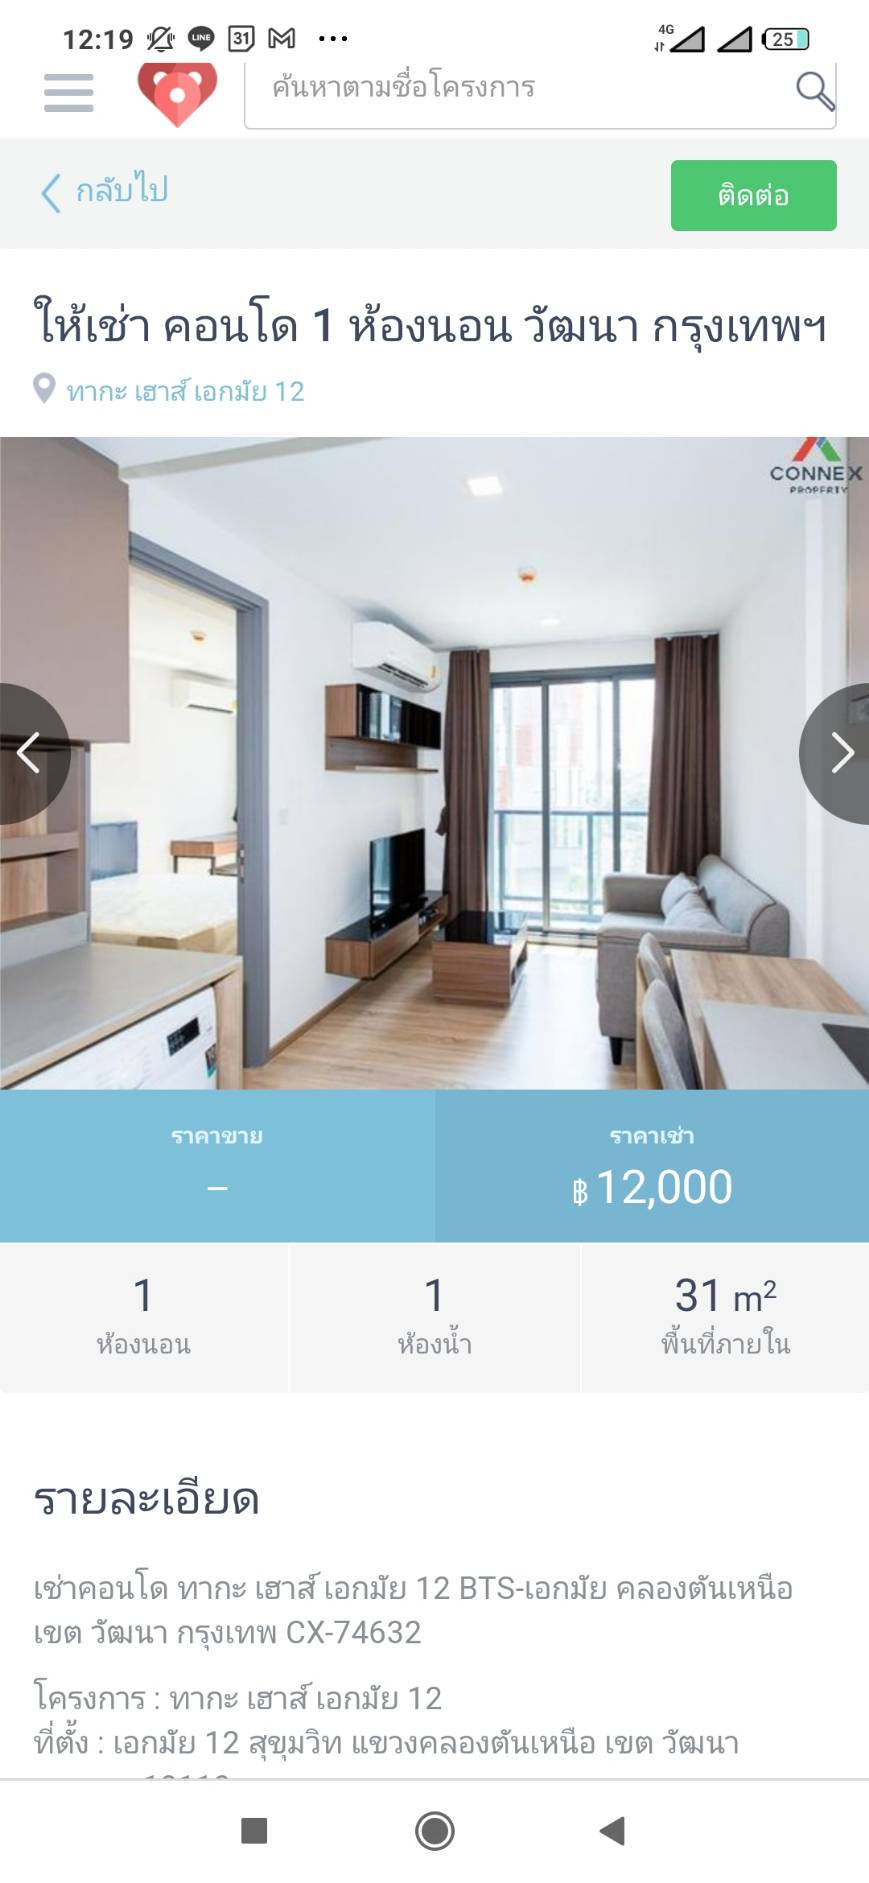 12:19 LINE 31 4G 25
ค้นหาตามชื่อโครงการ
กลับไป
ติดต่อ
ให้เช่า คอนโด 1 ห้องนอน วัฒนา กรุงเทพฯ
ทากะ เฮาส์ เอกมัย 12
CONNEX
PROPERTY
ราคาขาย
–
ราคาเช่า
฿ 12,000
1
ห้องนอน
1
ห้องน้ำ
31 m²
พื้นที่ภายใน
รายละเอียด
เช่าคอนโด ทากะ เฮาส์ เอกมัย 12 BTS-เอกมัย คลองตันเหนือ
เขต วัฒนา กรุงเทพ CX-74632
โครงการ : ทากะ เฮาส์ เอกมัย 12
ที่ตั้ง : เอกมัย 12 สุขุมวิท แขวงคลองตันเหนือ เขต วัฒนา